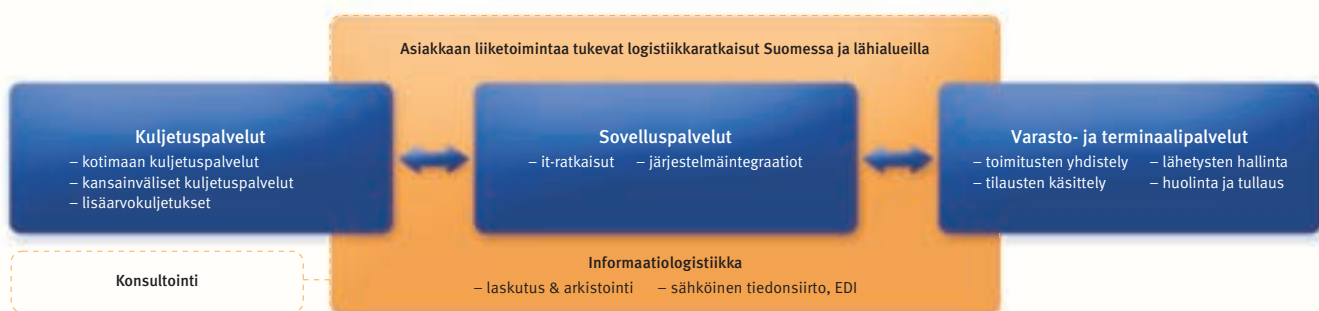 Asiakkaan liiketoimintaa tukevat logistiikkaratkaisut Suomessa ja lähialueilla
Kuljetuspalvelut
– kotimaan kuljetuspalvelut
– kansainväliset kuljetuspalvelut
– lisäarvokuljetukset
Sovelluspalvelut
– it-ratkaisut – järjestelmäintegraatiot
Varasto- ja terminaalipalvelut
– toimitusten yhdistely – lähetysten hallinta
– tilausten käsittely – huolinta ja tullaus
Konsultointi
Informaatiologistiikka
– laskutus & arkistointi – sähköinen tiedonsiirto, EDI